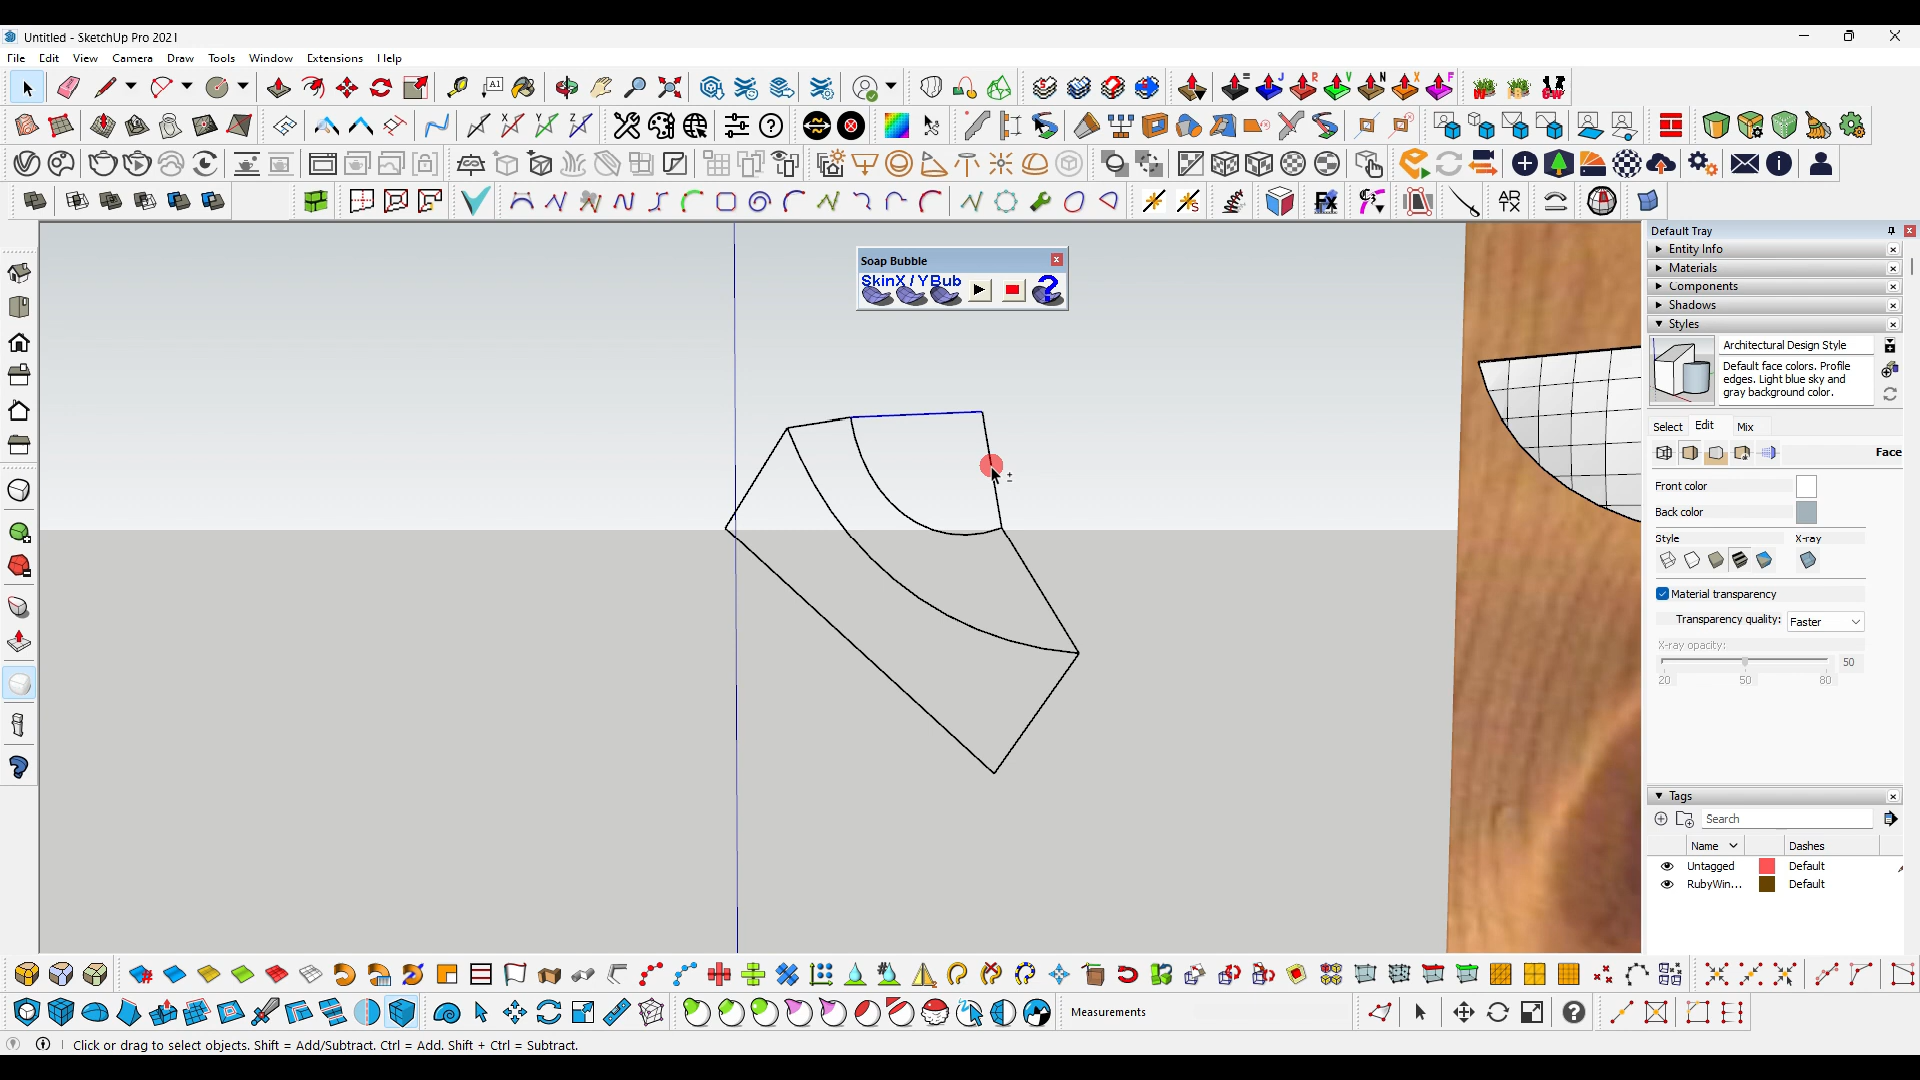 Untitled - SketchUp Pro 2021
File Edit View Camera Draw Tools Window Extensions Help
Default Tray
Entity Info
Materials
Components
Shadows
Styles
Architectural Design Style
Default face colors. Profile
edges. Light blue sky and
gray background color.
Select Edit Mix
Face
Front color
Back color
Style X-ray
Material transparency
Transparency quality: Faster
X-ray opacity:
50
20 50 80
Tags
Search
Name Dashes
Untagged Default
RubyWin... Default
Soap Bubble
SkinX / Y Bub
Measurements
Click or drag to select objects. Shift = Add/Subtract. Ctrl = Add. Shift + Ctrl = Subtract.